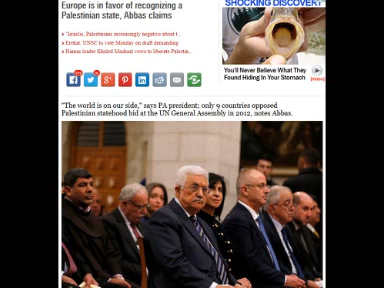 Europe is in favor of recognizing a
Palestinian state, Abbas claims
"Israelis, Palestinians increasingly negative about t..
Erekat: UNSC to vote Monday on draft demanding
Hamas leader Khaled Mashaal vows to liberate Palestin..
SHOCKING DISCOVERY
You'll Never Believe What They
Found Hiding In Your Stomach
"The world is on our side," says PA president; only 9 countries opposed
Palestinian statehood bid at the UN General Assembly in 2012, notes Abbas.